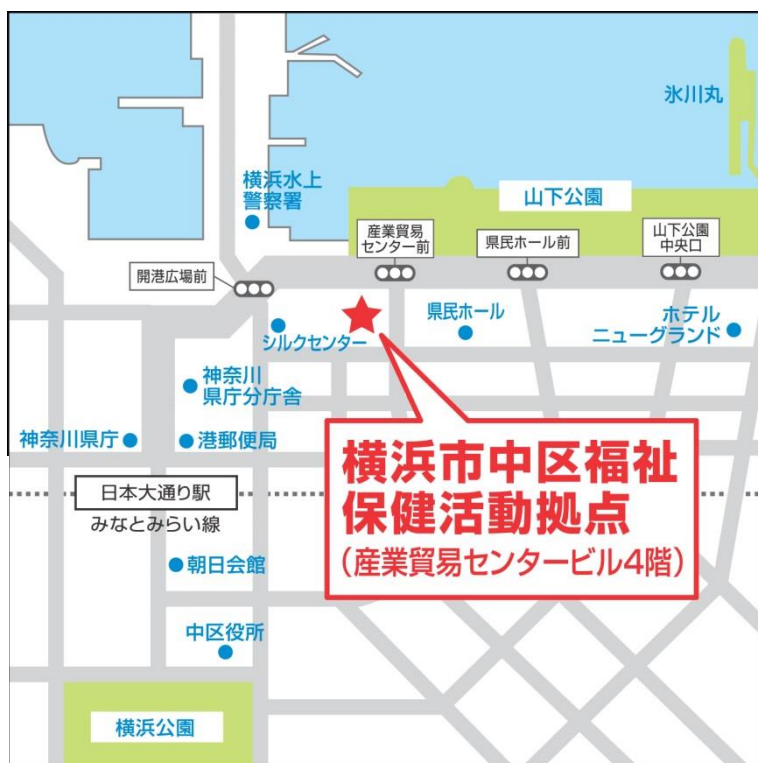 氷川丸
横浜水上
警察署
山下公園
産業貿易
センター前
県民ホール前
山下公園
中央口
開港広場前
シルクセンター
県民ホール
ホテル
ニューグランド
神奈川
県庁分庁舎
神奈川県庁
港郵便局
横浜市中区福祉
保健活動拠点
(産業貿易センタービル4階)
日本大通り駅
みなとみらい線
朝日会館
中区役所
横浜公園